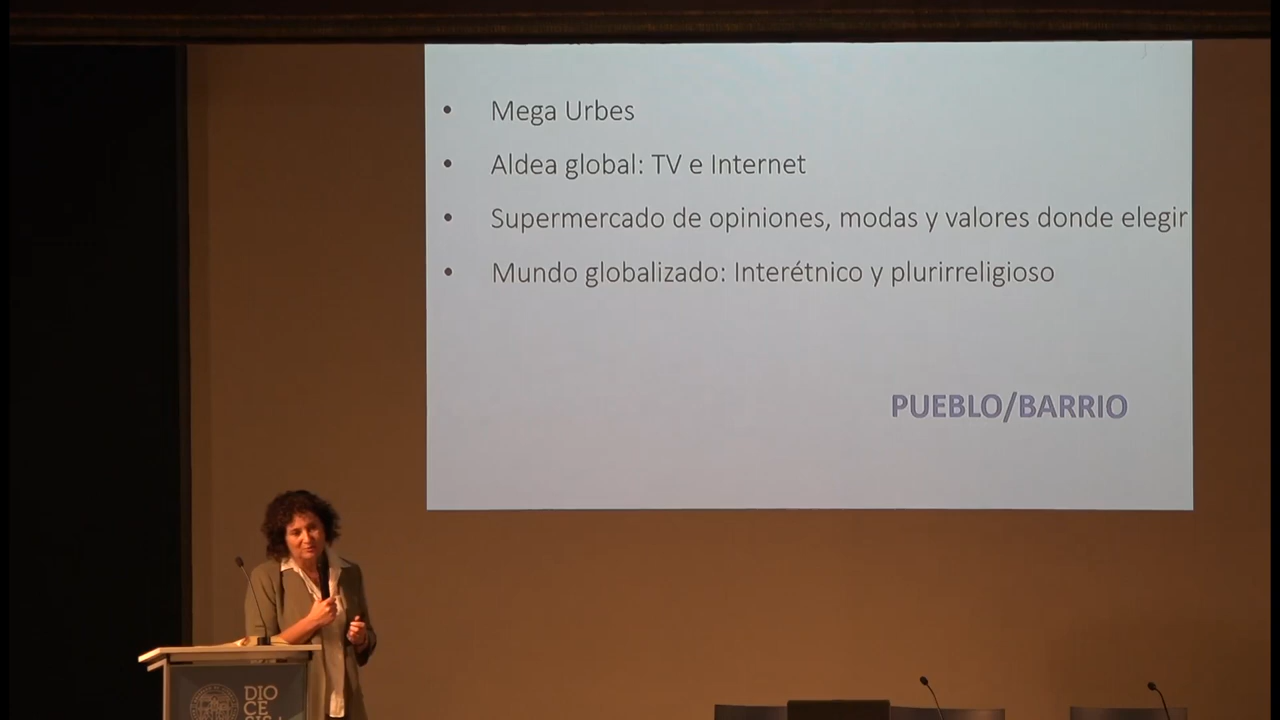 Mega Urbes
Aldea global: TV e Internet
Supermercado de opiniones, modas y valores donde elegir
Mundo globalizado: Interétnico y plurirreligioso
PUEBLO/BARRIO
DIO
CE